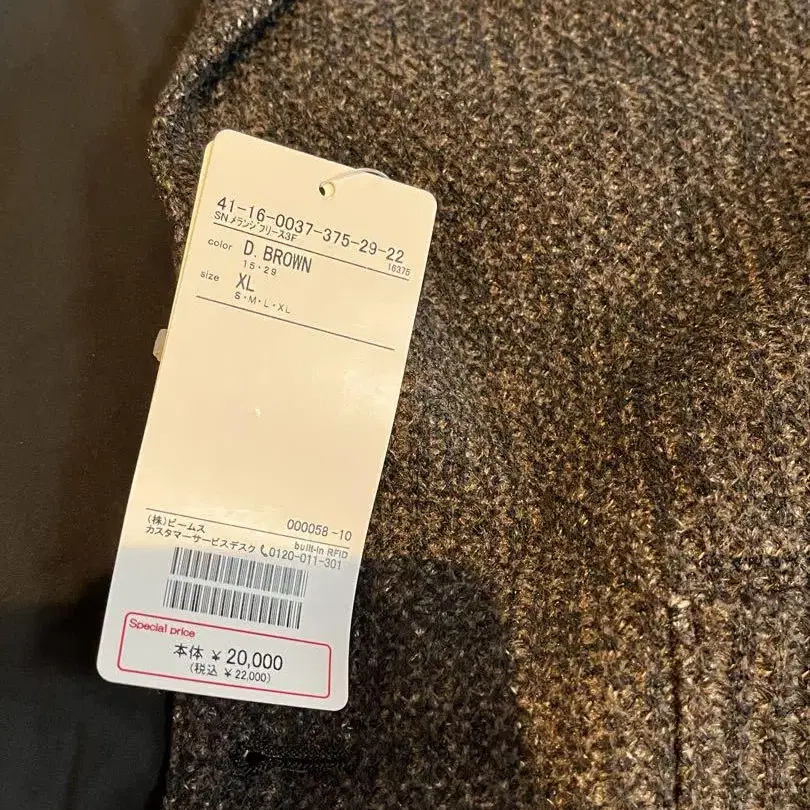 41-16-0037-375-29-22
SNメランジフリース3F
16375
color D. BROWN
15・29
size XL
S・M・L・XL
(株)ビームス 000058-10
カスタマーサービスデスク 0120-011-301
built-in RFID
Special price
本体 ¥20,000
(税込 ¥22,000)